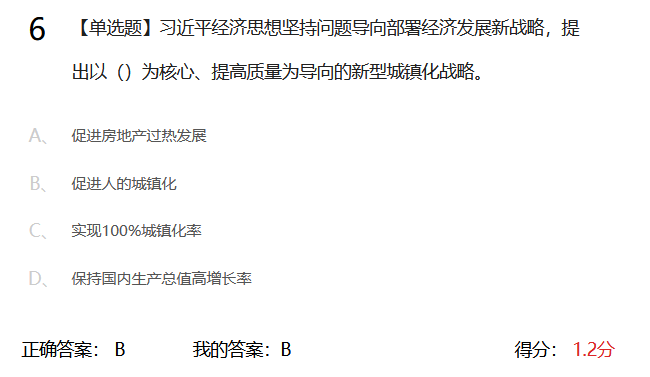 6 【单选题】习近平经济思想坚持问题导向部署经济发展新战略，提
出以（）为核心、提高质量为导向的新型城镇化战略。
A、 促进房地产过热发展
B、 促进人的城镇化
C、 实现100%城镇化率
D、 保持国内生产总值高增长率
正确答案： B 我的答案：B 得分： 1.2分